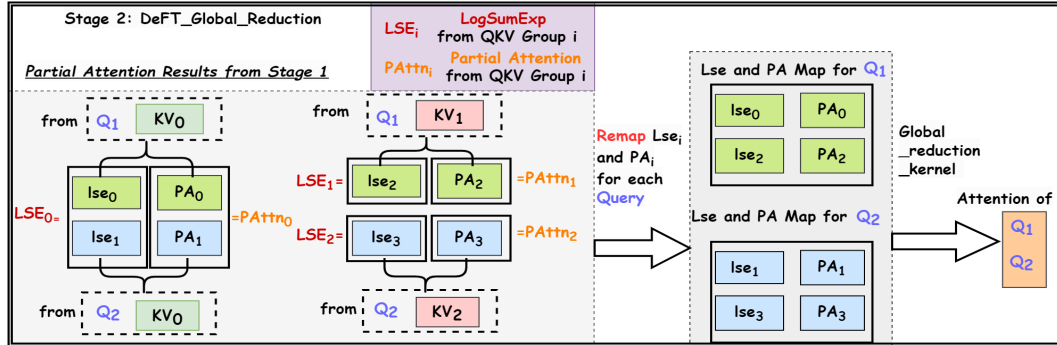 Stage 2: DeFT_Global_Reduction
LSE_i LogSumExp
from QKV Group i
PAttn_i Partial Attention
from QKV Group i
Partial Attention Results from Stage 1
from Q1 KV0
lse0 PA0
LSE0=
=PAttn0
lse1 PA1
from Q2 KV0
from Q1 KV1
LSE1= lse2 PA2 =PAttn1
LSE2= lse3 PA3 =PAttn2
from Q2 KV2
Remap Lse_i
and PA_i
for each
Query
Lse and PA Map for Q1
lse0 PA0
lse2 PA2
Lse and PA Map for Q2
lse1 PA1
lse3 PA3
Global
_reduction
_kernel
Attention of
Q1
Q2